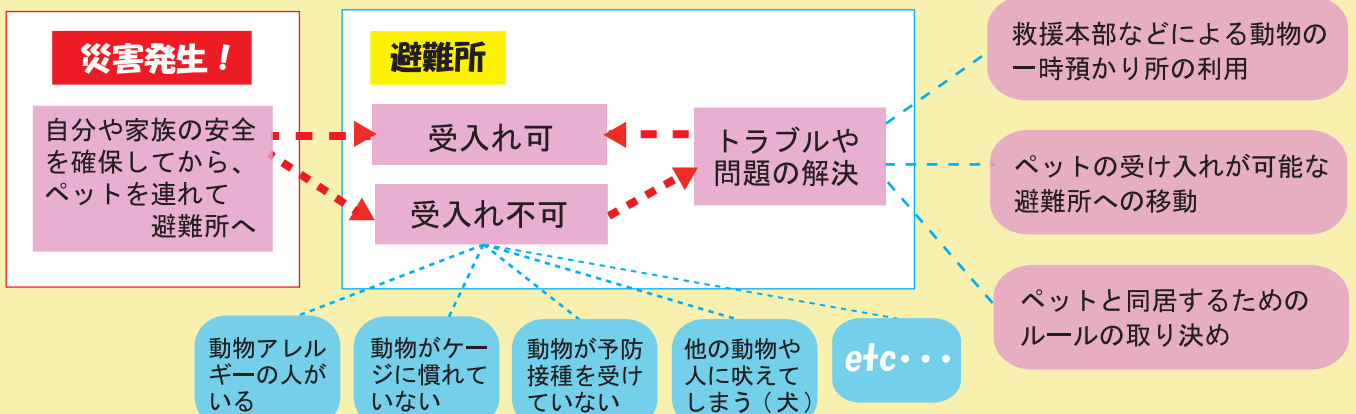 災害発生！
自分や家族の安全
を確保してから、
ペットを連れて
避難所へ
避難所
受入れ可
受入れ不可
トラブルや
問題の解決
救援本部などによる動物の
一時預かり所の利用
ペットの受け入れが可能な
避難所への移動
ペットと同居するための
ルールの取り決め
動物アレル
ギーの人が
いる
動物がケー
ジに慣れて
いない
動物が予防
接種を受け
ていない
他の動物や
人に吠えて
しまう（犬）
etc・・・